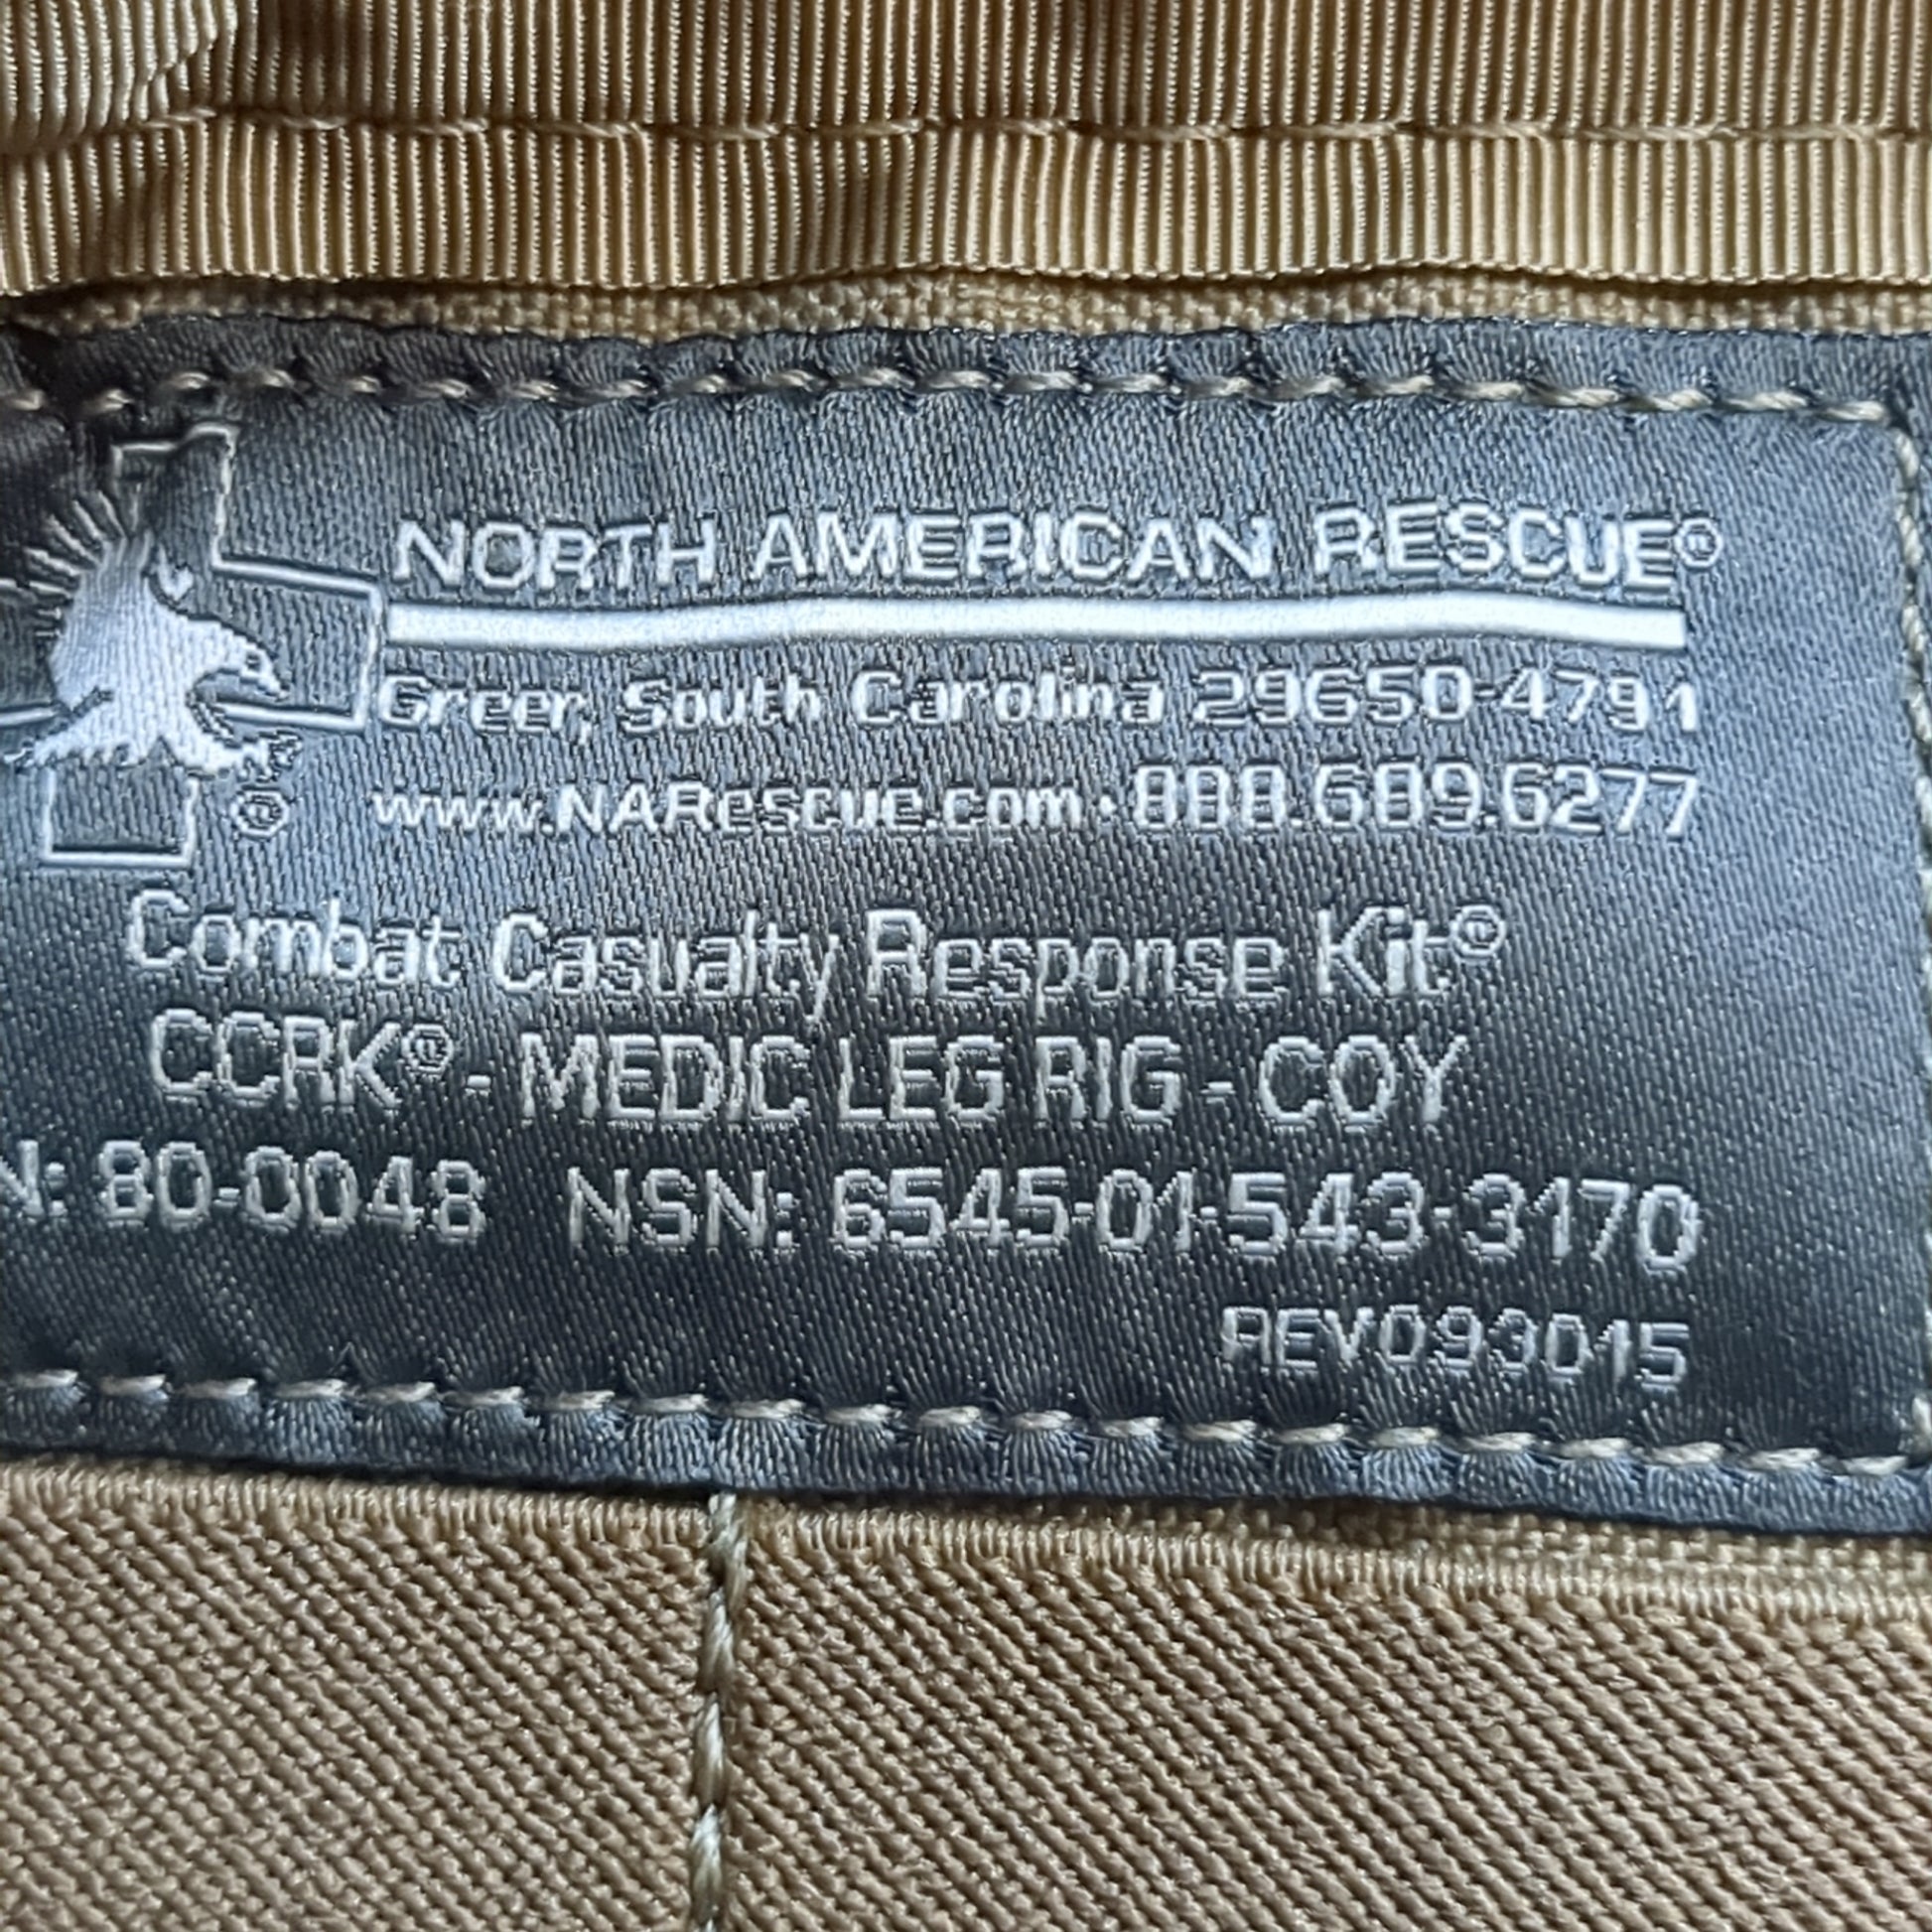 NORTH AMERICAN RESCUE®
Greer, South Carolina 29650-4791
www.NARescue.com • 888.689.6277
®
Combat Casualty Response Kit®
CCRK® - MEDIC LEG RIG - COY
N: 80-0048 NSN: 6545-01-543-3170
REV093015